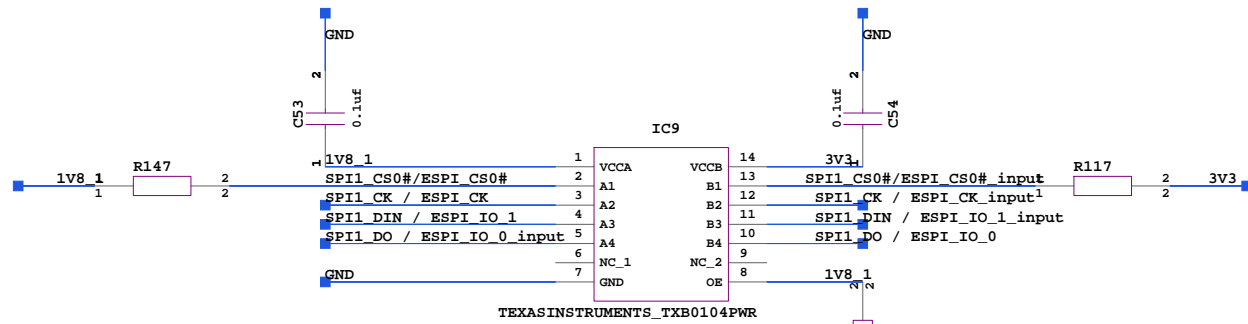 GND
GND
2
2
C53
0.1uf
0.1uf
C54
1
1
IC9
1V8_1
1
VCCA
VCCB
14
3V3
R147
R117
1V8_1
1
1
2
2
SPI1_CS0#/ESPI_CS0#
2
A1
B1
13
SPI1_CS0#/ESPI_CS0#_input
1
1
2
2
3V3
SPI1_CK / ESPI_CK
3
A2
B2
12
SPI1_CK / ESPI_CK_input
SPI1_DIN / ESPI_IO_1
4
A3
B3
11
SPI1_DIN / ESPI_IO_1_input
SPI1_DO / ESPI_IO_0_input
5
A4
B4
10
SPI1_DO / ESPI_IO_0
6
NC_1
NC_2
9
GND
7
GND
OE
8
1V8_1
2
2
TEXASINSTRUMENTS_TXB0104PWR